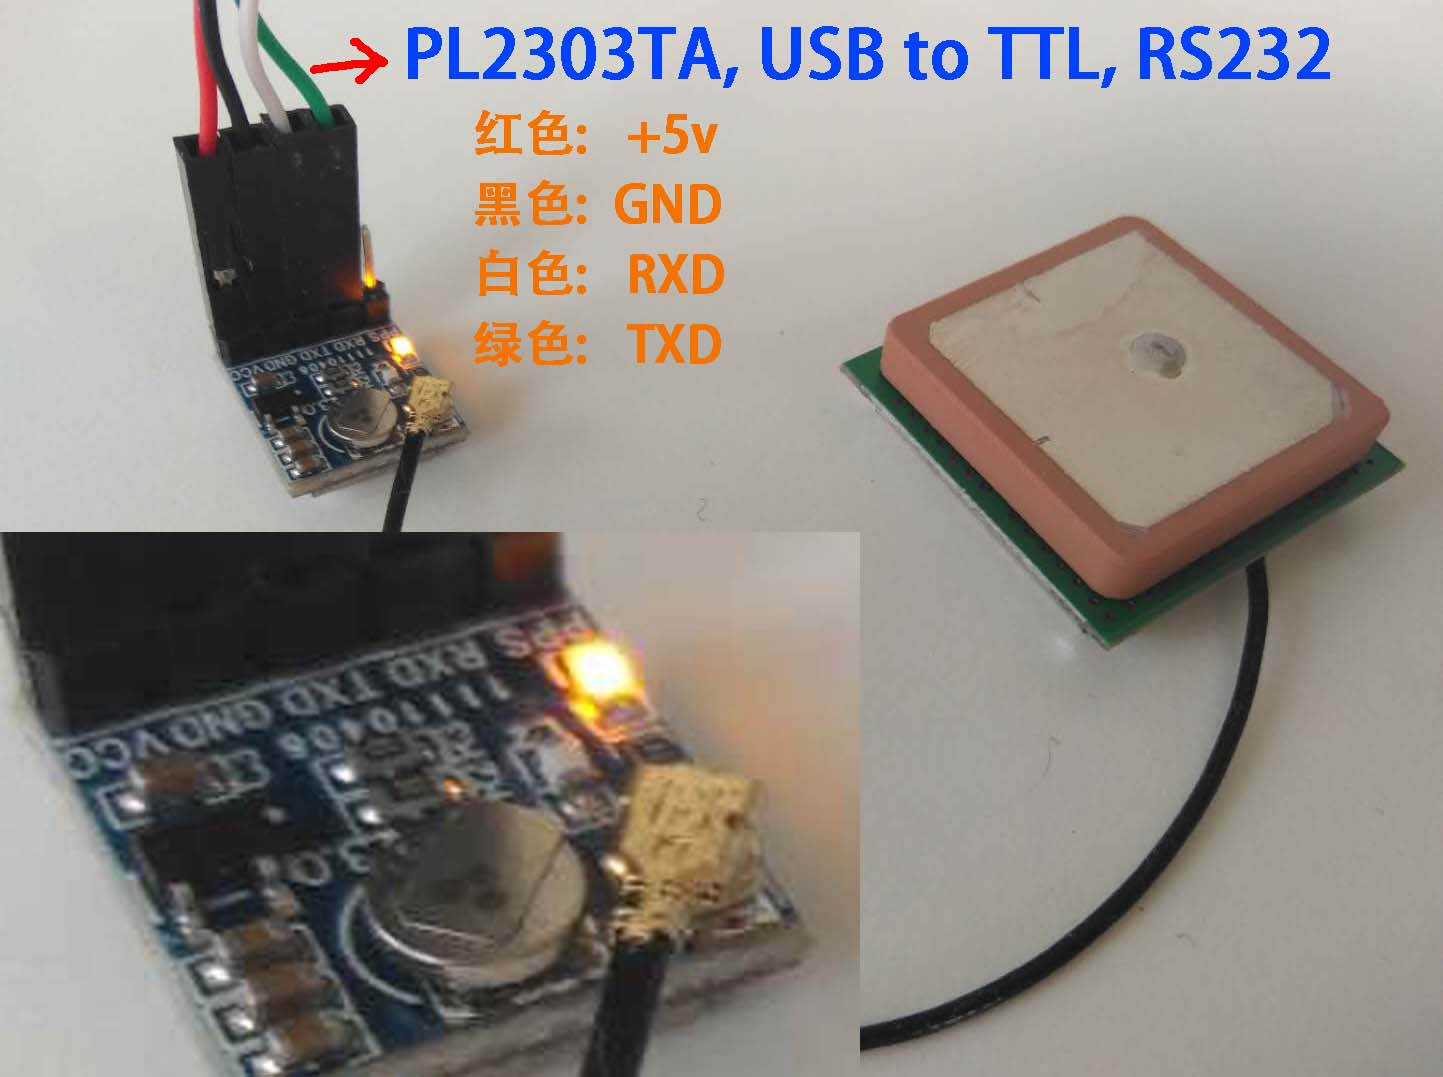 PL2303TA, USB to TTL, RS232
红色: +5v
黑色: GND
白色: RXD
绿色: TXD
VCC GND TXD RXD PPS
11110406
VCC GND TXD RXD PPS
11110406